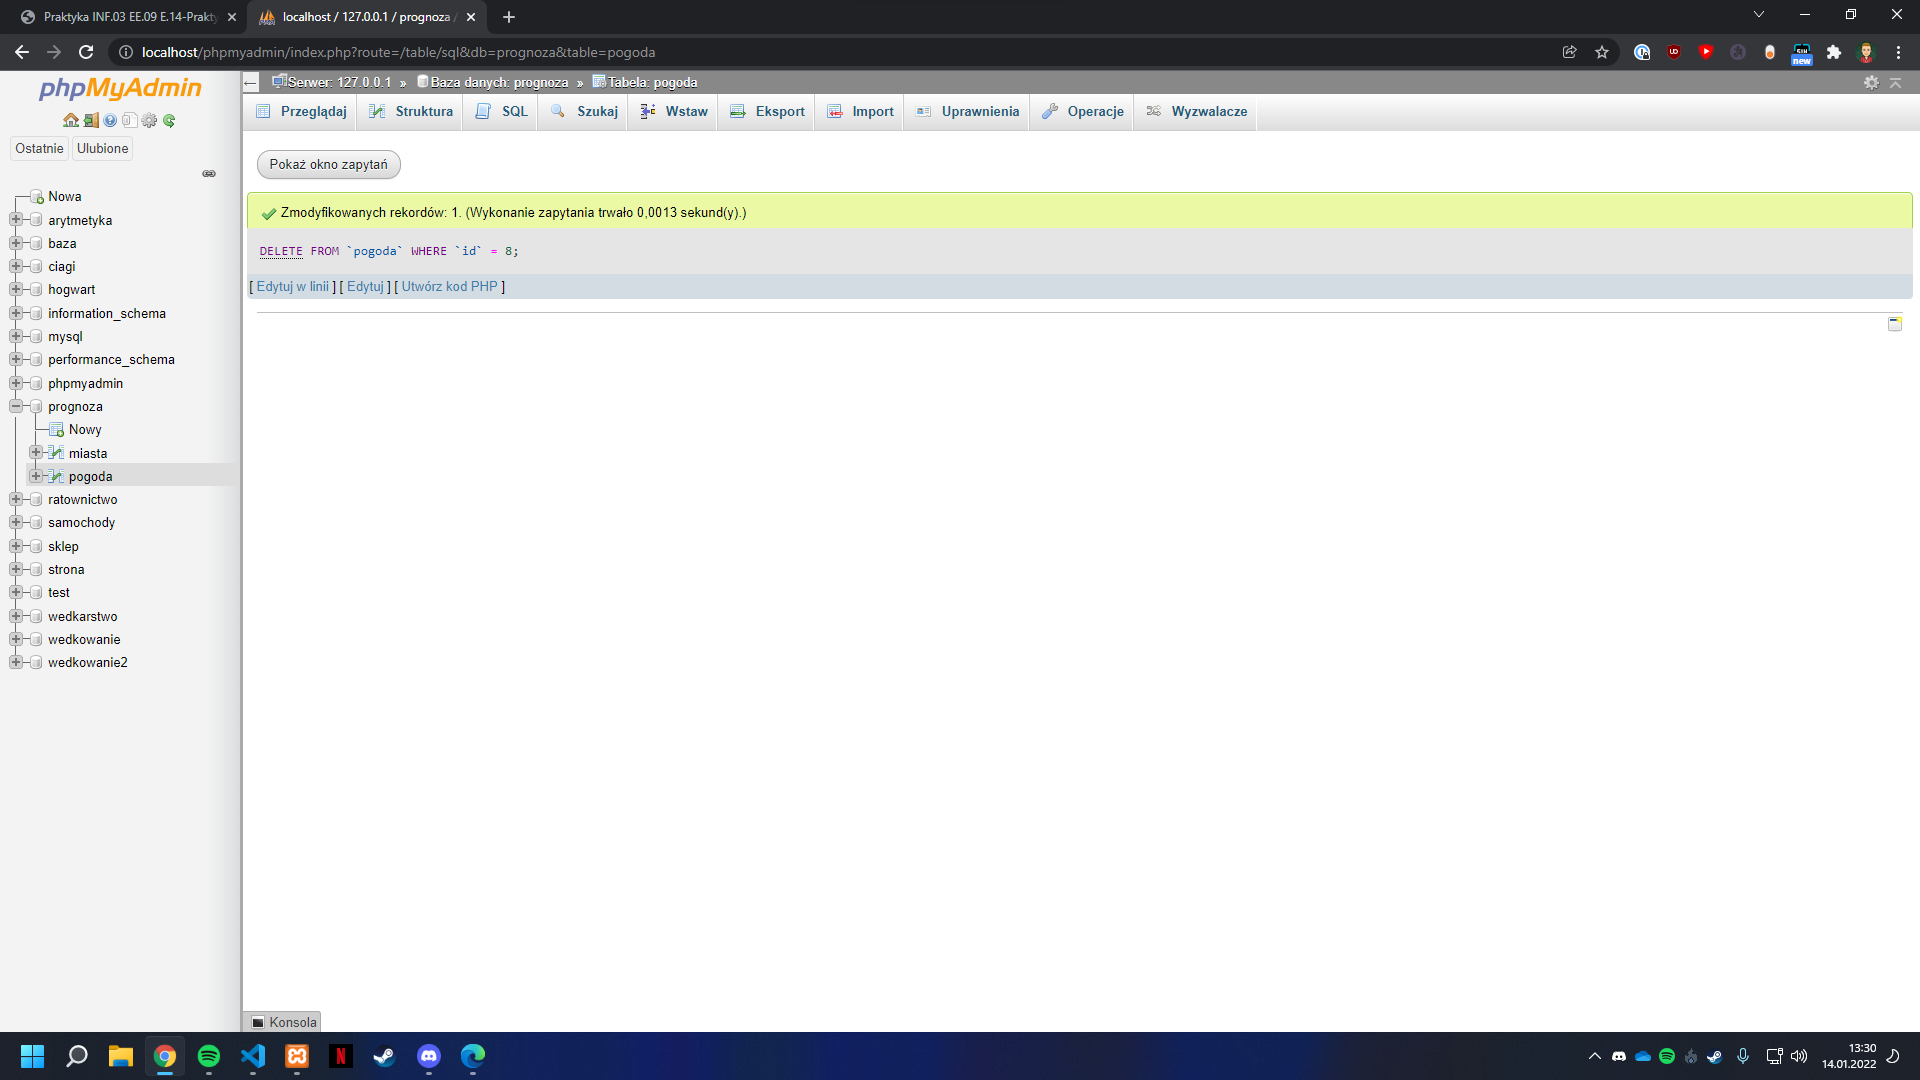 Praktyka INF.03 EE.09 E.14-Prakty
localhost / 127.0.0.1 / prognoza /
localhost/phpmyadmin/index.php?route=/table/sql&db=prognoza&table=pogoda
new
phpMyAdmin
Ostatnie Ulubione
Nowa
arytmetyka
baza
ciagi
hogwart
information_schema
mysql
performance_schema
phpmyadmin
prognoza
Nowy
miasta
pogoda
ratownictwo
samochody
sklep
strona
test
wedkarstwo
wedkowanie
wedkowanie2
Serwer: 127.0.0.1 » Baza danych: prognoza » Tabela: pogoda
Przeglądaj Struktura SQL Szukaj Wstaw Eksport Import Uprawnienia Operacje Wyzwalacze
Pokaż okno zapytań
Zmodyfikowanych rekordów: 1. (Wykonanie zapytania trwało 0,0013 sekund(y).)
DELETE FROM `pogoda` WHERE `id` = 8;
[ Edytuj w linii ] [ Edytuj ] [ Utwórz kod PHP ]
Konsola
13:30
14.01.2022